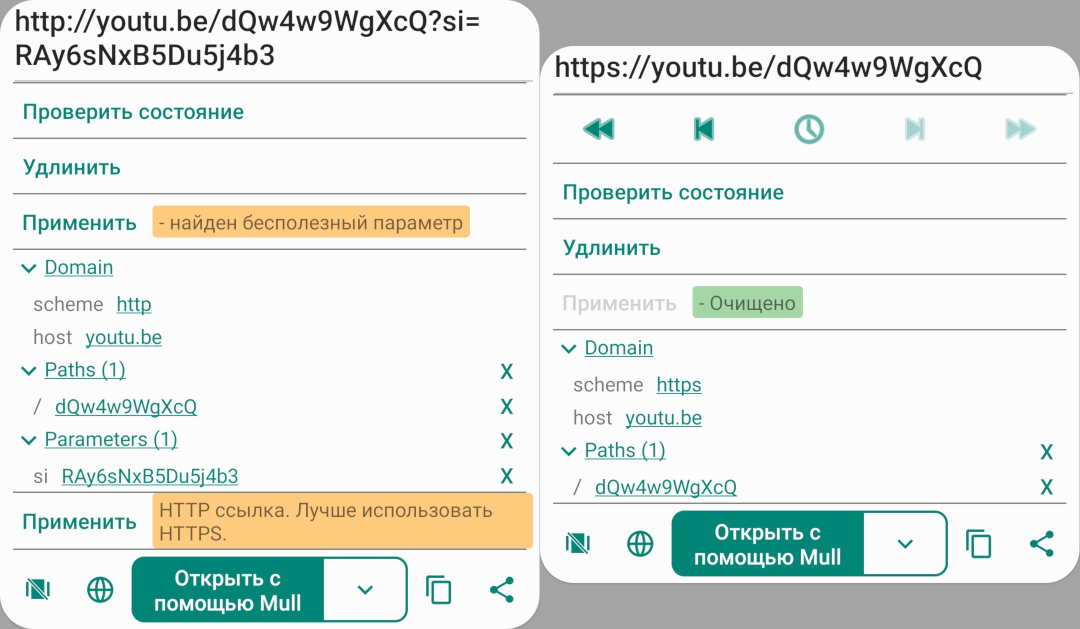 http://youtu.be/dQw4w9WgXcQ?si=
RAy6sNxB5Du5j4b3
Проверить состояние
Удлинить
Применить - найден бесполезный параметр
Domain
scheme http
host youtu.be
Paths (1) X
/ dQw4w9WgXcQ X
Parameters (1) X
si RAy6sNxB5Du5j4b3 X
Применить HTTP ссылка. Лучше использовать
HTTPS.
Открыть с
помощью Mull
https://youtu.be/dQw4w9WgXcQ
Проверить состояние
Удлинить
Применить - Очищено
Domain
scheme https
host youtu.be
Paths (1) X
/ dQw4w9WgXcQ X
Открыть с
помощью Mull